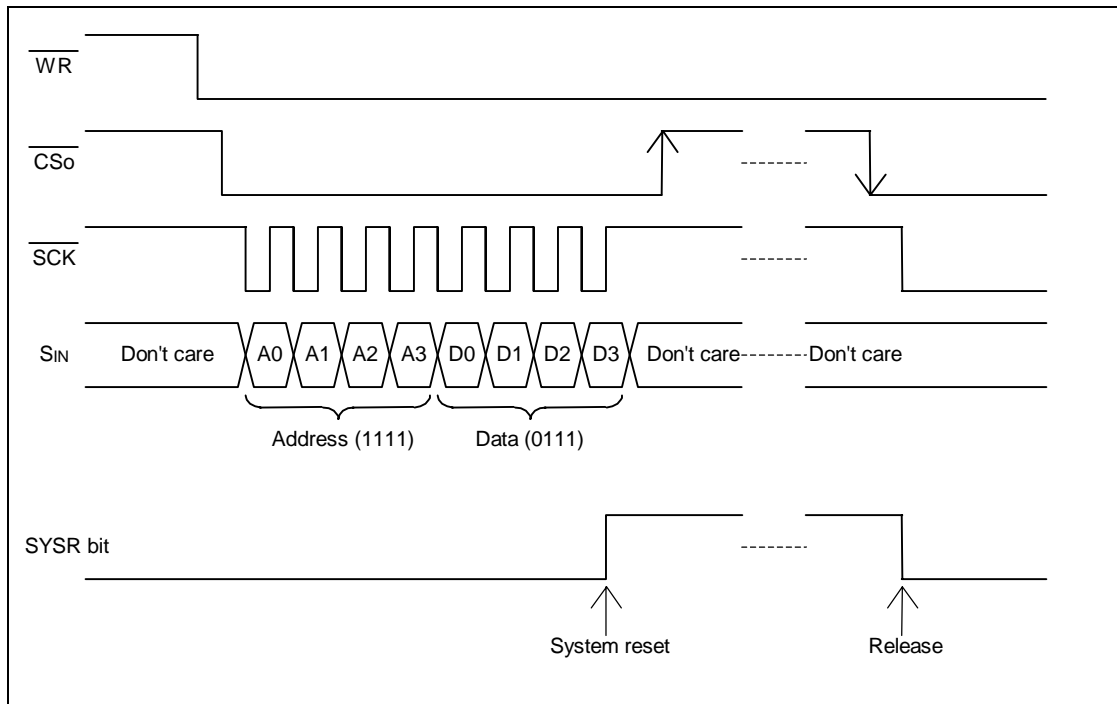 WR
CSo
SCK
SIN Don't care A0 A1 A2 A3 D0 D1 D2 D3 Don't care Don't care
Address (1111) Data (0111)
SYSR bit
System reset Release